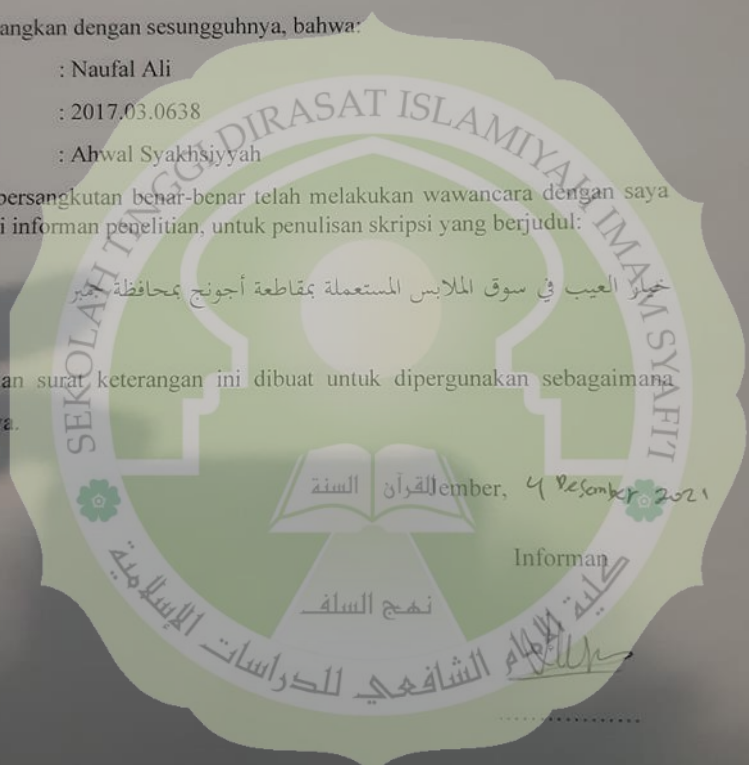 angkan dengan sesungguhnya, bahwa:
: Naufal Ali
: 2017.03.0638
: Ahwal Syakhsiyyah
bersangkutan benar-benar telah melakukan wawancara dengan saya
i informan penelitian, untuk penulisan skripsi yang berjudul:
خيار العيب في سوق الملابس المستعملة بمقاطعة أجونج بمحافظة جمبر
an surat keterangan ini dibuat untuk dipergunakan sebagaimana
a.
ember, 4 Desember 2021
Informan
SEKOLAH TINGGI DIRASAT ISLAMIYAH IMAM SYAFI'I
القرآن السنة
نهج السلف
كلية الإمام الشافعي للدراسات الإسلامية